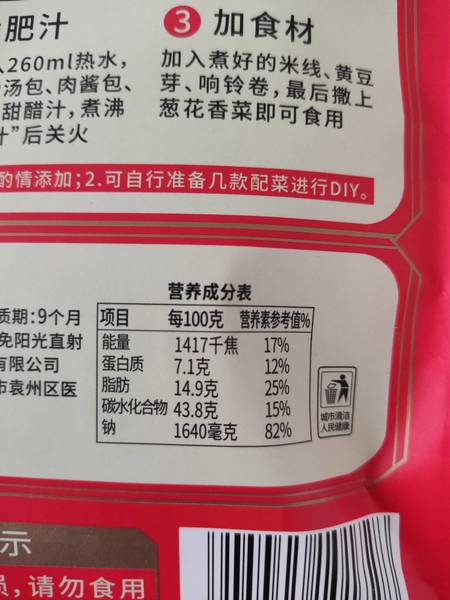 肥汁
260ml热水,
汤包、肉酱包、
甜醋汁,煮沸
汁”后关火
3 加食材
加入煮好的米线、黄豆
芽、响铃卷,最后撒上
葱花香菜即可食用
酌情添加;2.可自行准备几款配菜进行DIY。
质期:9个月
免阳光直射
有限公司
市袁州区医
营养成分表
项目 每100克 营养素参考值%
能量 1417千焦 17%
蛋白质 7.1克 12%
脂肪 14.9克 25%
碳水化合物 43.8克 15%
钠 1640毫克 82%
城市清洁
人民健康
示
损,请勿食用